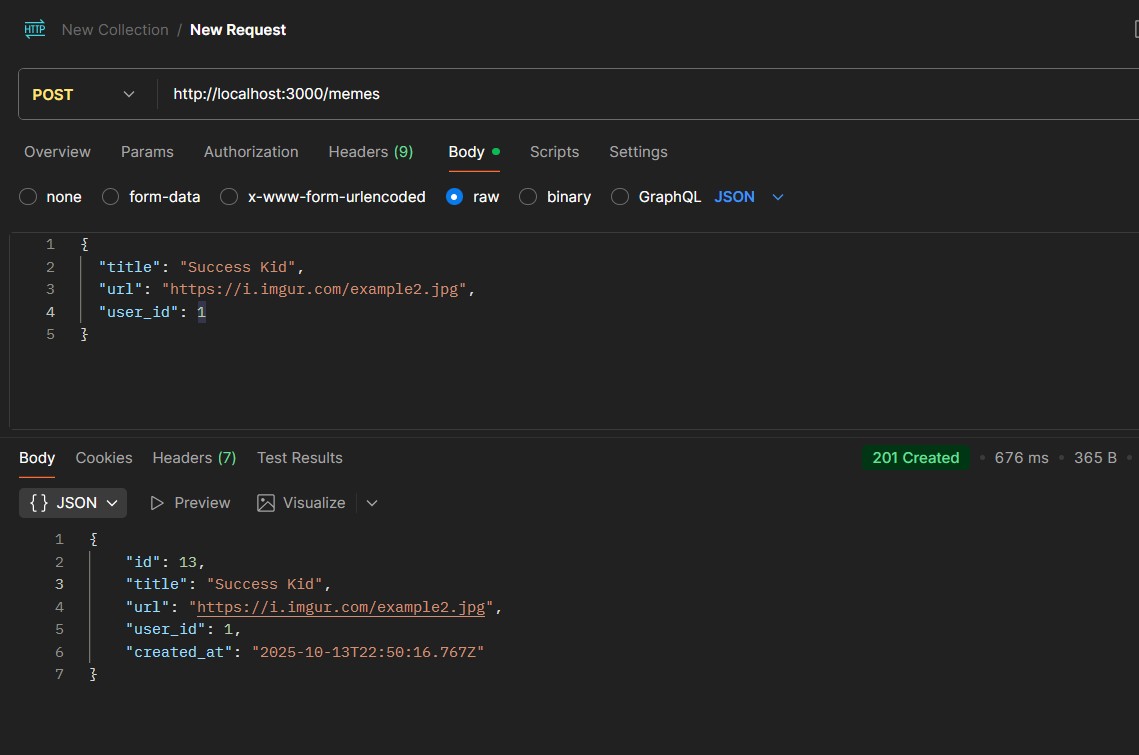 HTTP New Collection / New Request
POST http://localhost:3000/memes
Overview Params Authorization Headers (9) Body Scripts Settings
none form-data x-www-form-urlencoded raw binary GraphQL JSON
1 {
2 "title": "Success Kid",
3 "url": "https://i.imgur.com/example2.jpg",
4 "user_id": 1
5 }
Body Cookies Headers (7) Test Results 201 Created • 676 ms • 365 B •
{} JSON Preview Visualize
1 {
2 "id": 13,
3 "title": "Success Kid",
4 "url": "https://i.imgur.com/example2.jpg",
5 "user_id": 1,
6 "created_at": "2025-10-13T22:50:16.767Z"
7 }